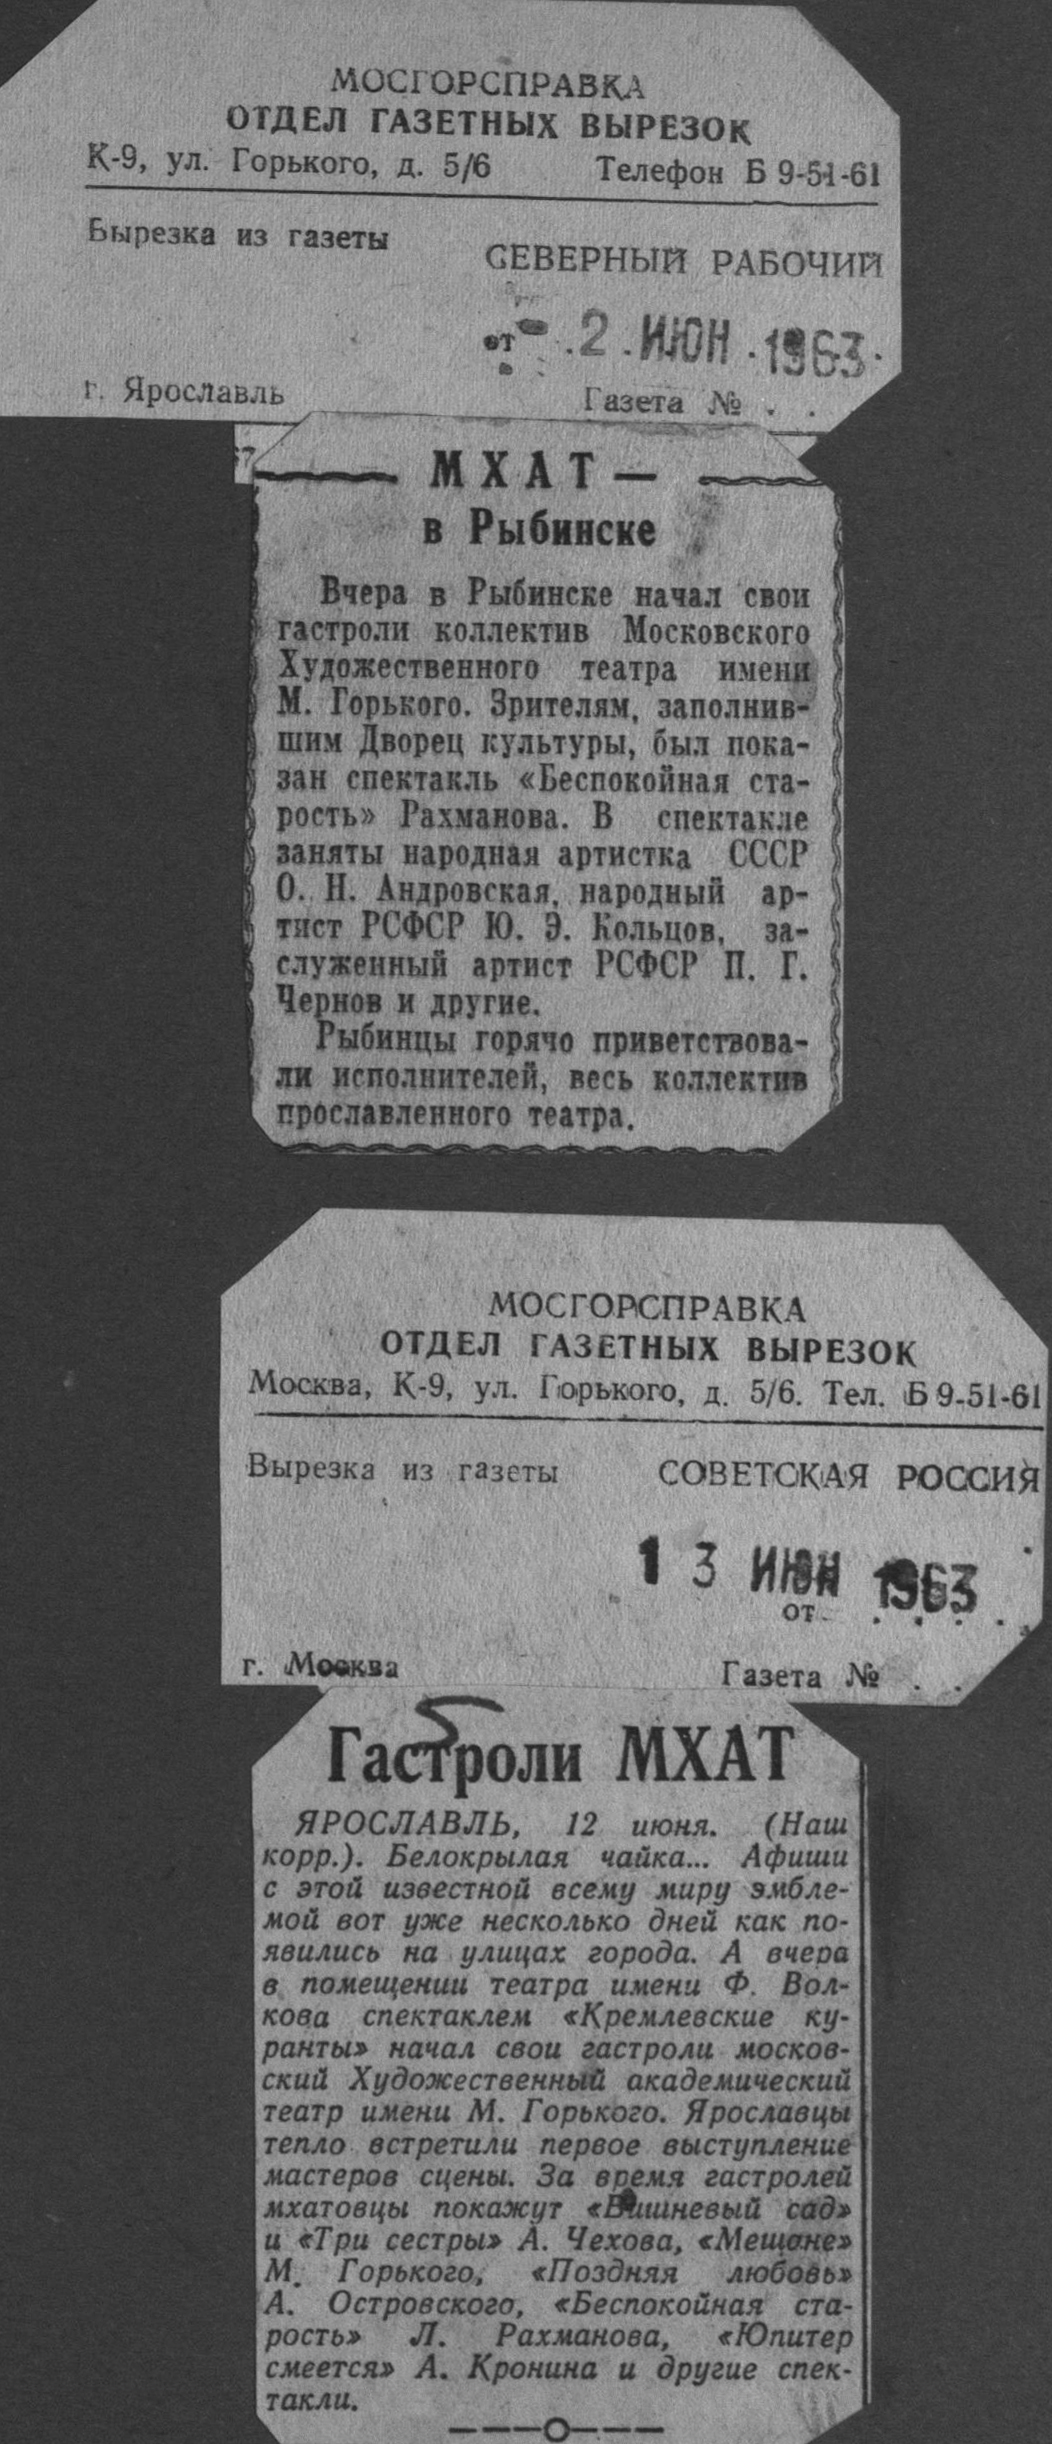 МОСГОРСПРАВКА
ОТДЕЛ ГАЗЕТНЫХ ВЫРЕЗОК
К-9, ул. Горького, д. 5/6 Телефон Б 9-51-61
Вырезка из газеты
СЕВЕРНЫЙ РАБОЧИЙ
от . 2 . ИЮН . 1963 .
г. Ярославль Газета № . .
МХАТ —
в Рыбинске
Вчера в Рыбинске начал свои
гастроли коллектив Московского
Художественного театра имени
М. Горького. Зрителям, заполнив-
шим Дворец культуры, был пока-
зан спектакль «Беспокойная ста-
рость» Рахманова. В спектакле
заняты народная артистка СССР
О. Н. Андровская, народный ар-
тист РСФСР Ю. Э. Кольцов, за-
служенный артист РСФСР П. Г.
Чернов и другие.
Рыбинцы горячо приветствова-
ли исполнителей, весь коллектив
прославленного театра.
МОСГОРСПРАВКА
ОТДЕЛ ГАЗЕТНЫХ ВЫРЕЗОК
Москва, К-9, ул. Горького, д. 5/6. Тел. Б 9-51-61
Вырезка из газеты СОВЕТСКАЯ РОССИЯ
1 3 ИЮН 1963
от . . . .
г. Москва Газета № . .
Гастроли МХАТ
ЯРОСЛАВЛЬ, 12 июня. (Наш
корр.). Белокрылая чайка... Афиши
с этой известной всему миру эмбле-
мой вот уже несколько дней как по-
явились на улицах города. А вчера
в помещении театра имени Ф. Вол-
кова спектаклем «Кремлевские ку-
ранты» начал свои гастроли москов-
ский Художественный академический
театр имени М. Горького. Ярославцы
тепло встретили первое выступление
мастеров сцены. За время гастролей
мхатовцы покажут «Вишневый сад»
и «Три сестры» А. Чехова, «Мещане»
М. Горького, «Поздняя любовь»
А. Островского, «Беспокойная ста-
рость» Л. Рахманова, «Юпитер
смеется» А. Кронина и другие спек-
такли.